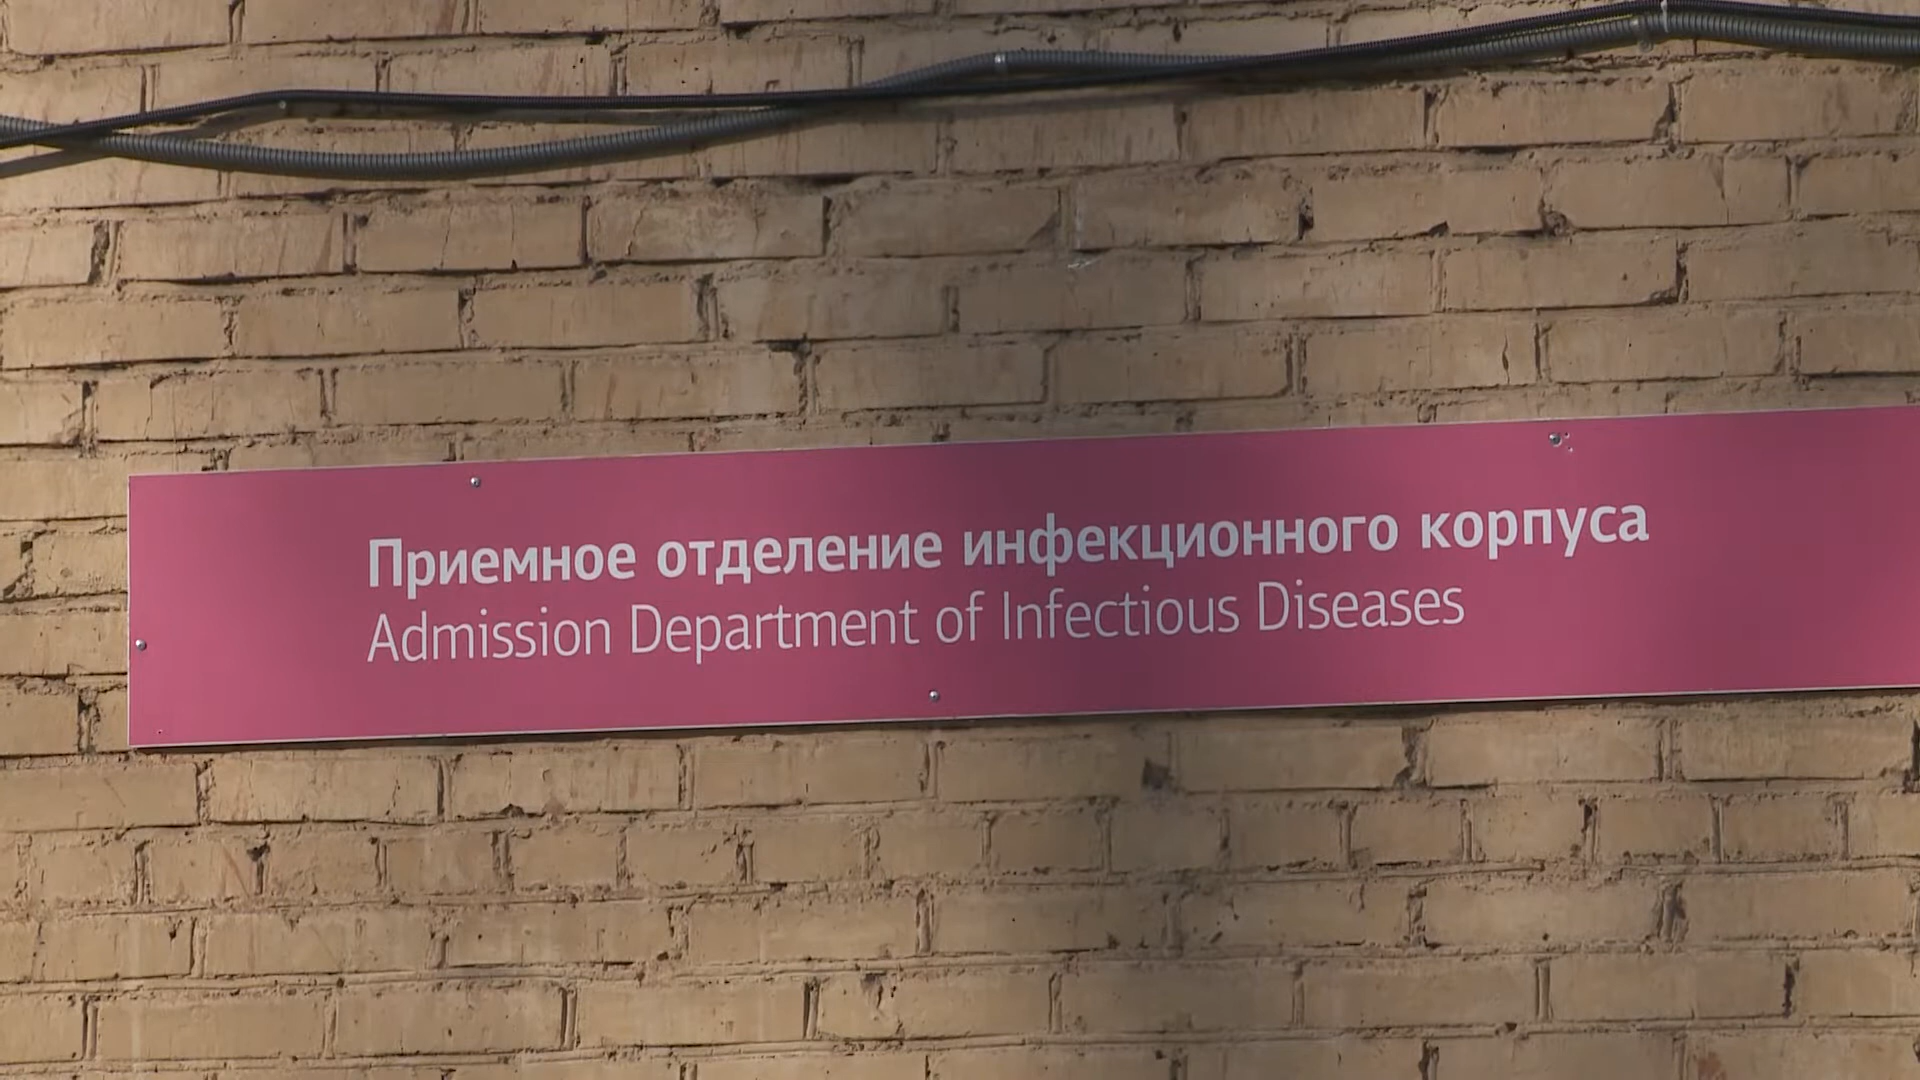 Приемное отделение инфекционного корпуса
Admission Department of Infectious Diseases